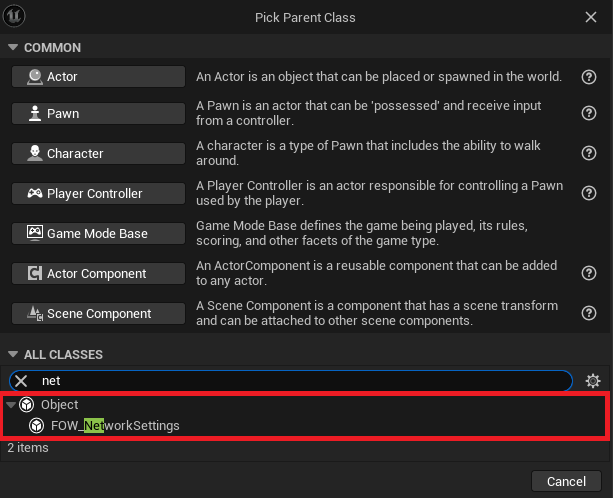 Pick Parent Class
COMMON
Actor
An Actor is an object that can be placed or spawned in the world.
Pawn
A Pawn is an actor that can be 'possessed' and receive input
from a controller.
Character
A character is a type of Pawn that includes the ability to walk
around.
Player Controller
A Player Controller is an actor responsible for controlling a Pawn
used by the player.
Game Mode Base
Game Mode Base defines the game being played, its rules,
scoring, and other facets of the game type.
Actor Component
An ActorComponent is a reusable component that can be added
to any actor.
Scene Component
A Scene Component is a component that has a scene transform
and can be attached to other scene components.
ALL CLASSES
net
Object
FOW_NetworkSettings
2 items
Cancel